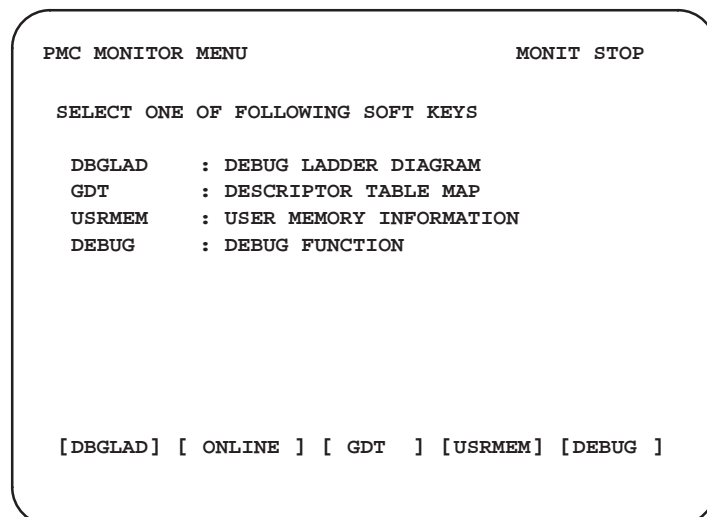 PMC MONITOR MENU MONIT STOP
SELECT ONE OF FOLLOWING SOFT KEYS
DBGLAD : DEBUG LADDER DIAGRAM
GDT : DESCRIPTOR TABLE MAP
USRMEM : USER MEMORY INFORMATION
DEBUG : DEBUG FUNCTION
[DBGLAD] [ ONLINE ] [ GDT ] [USRMEM] [DEBUG ]